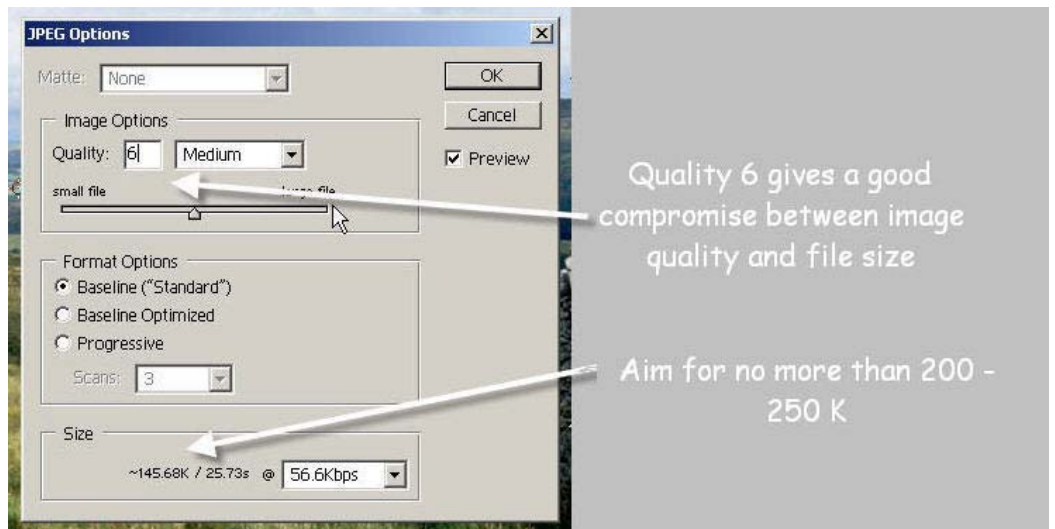 JPEG Options
Matte: None
OK
Image Options
Cancel
Quality: 6 Medium
Preview
small file large file
Format Options
Baseline ("Standard")
Baseline Optimized
Progressive
Scans: 3
Size
~145.68K / 25.73s @ 56.6Kbps
Quality 6 gives a good
compromise between image
quality and file size
Aim for no more than 200 -
250 K